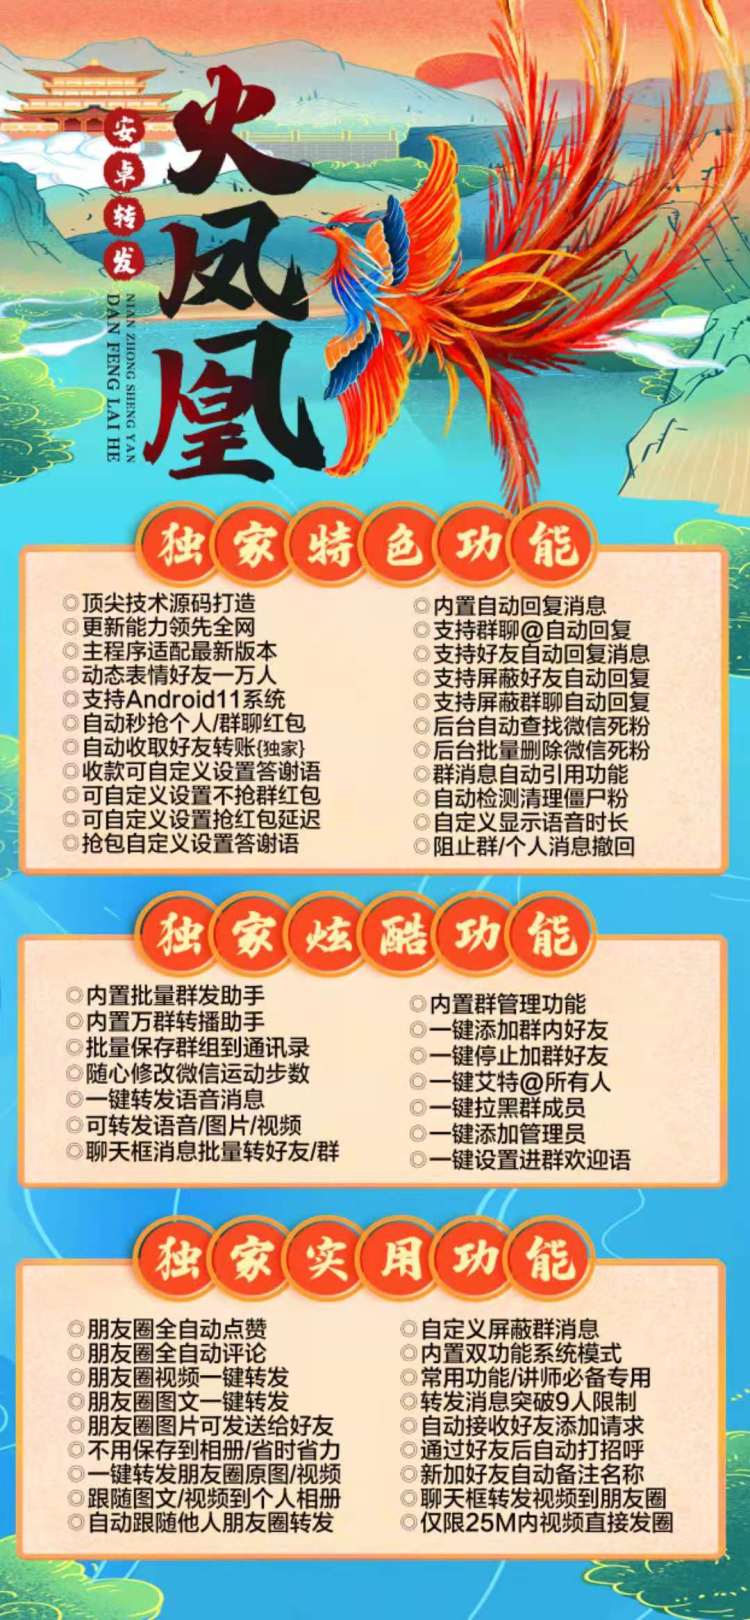 火凤凰
安卓转发
NIAN ZHONG SHENG YAN
DAN FENG LAI HE
独家特色功能
◎顶尖技术源码打造
◎更新能力领先全网
◎主程序适配最新版本
◎动态表情好友一万人
◎支持Android11系统
◎自动秒抢个人/群聊红包
◎自动收取好友转账{独家}
◎收款可自定义设置答谢语
◎可自定义设置不抢群红包
◎可自定义设置抢红包延迟
◎抢包自定义设置答谢语
◎内置自动回复消息
◎支持群聊@自动回复
◎支持好友自动回复消息
◎支持屏蔽好友自动回复
◎支持屏蔽群聊自动回复
◎后台自动查找微信死粉
◎后台批量删除微信死粉
◎群消息自动引用功能
◎自动检测清理僵尸粉
◎自定义显示语音时长
◎阻止群/个人消息撤回
独家炫酷功能
◎内置批量群发助手
◎内置万群转播助手
◎批量保存群组到通讯录
◎随心修改微信运动步数
◎一键转发语音消息
◎可转发语音/图片/视频
◎聊天框消息批量转好友/群
◎内置群管理功能
◎一键添加群内好友
◎一键停止加群好友
◎一键艾特@所有人
◎一键拉黑群成员
◎一键添加管理员
◎一键设置进群欢迎语
独家实用功能
◎朋友圈全自动点赞
◎朋友圈全自动评论
◎朋友圈视频一键转发
◎朋友圈图文一键转发
◎朋友圈图片可发送给好友
◎不用保存到相册/省时省力
◎一键转发朋友圈原图/视频
◎跟随图文/视频到个人相册
◎自动跟随他人朋友圈转发
◎自定义屏蔽群消息
◎内置双功能系统模式
◎常用功能/讲师必备专用
◎转发消息突破9人限制
◎自动接收好友添加请求
◎通过好友后自动打招呼
◎新加好友自动备注名称
◎聊天框转发视频到朋友圈
◎仅限25M内视频直接发圈